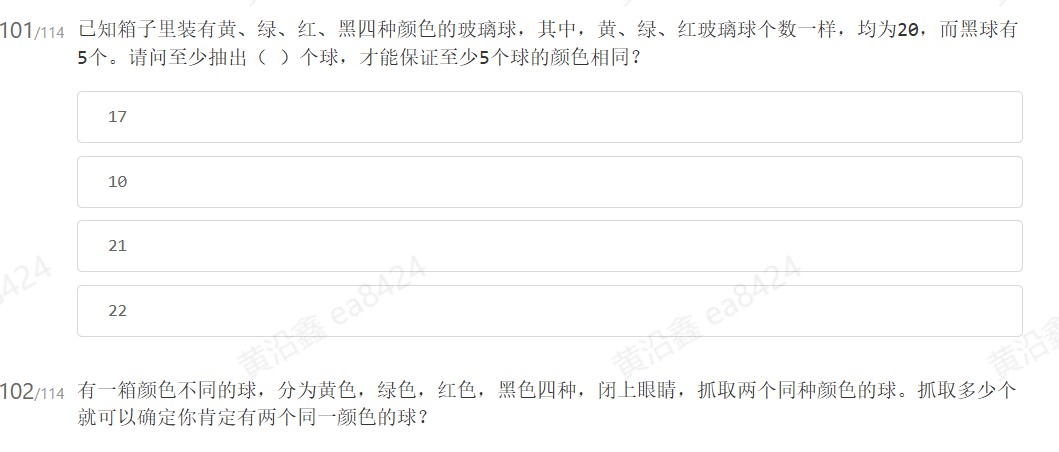 101/114 已知箱子里装有黄、绿、红、黑四种颜色的玻璃球，其中，黄、绿、红玻璃球个数一样，均为20，而黑球有
5个。请问至少抽出（ ）个球，才能保证至少5个球的颜色相同？
17
10
21
22
102/114 有一箱颜色不同的球，分为黄色，绿色，红色，黑色四种，闭上眼睛，抓取两个同种颜色的球。抓取多少个
就可以确定你肯定有两个同一颜色的球？
ea8424
黄沿鑫 ea8424
黄沿鑫 ea8424
黄沿鑫